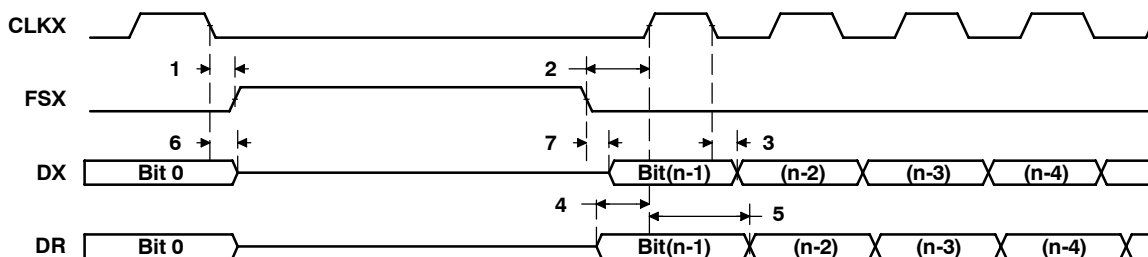 CLKX
1 2
FSX
6 7 3
DX Bit 0 Bit(n-1) (n-2) (n-3) (n-4)
4 5
DR Bit 0 Bit(n-1) (n-2) (n-3) (n-4)